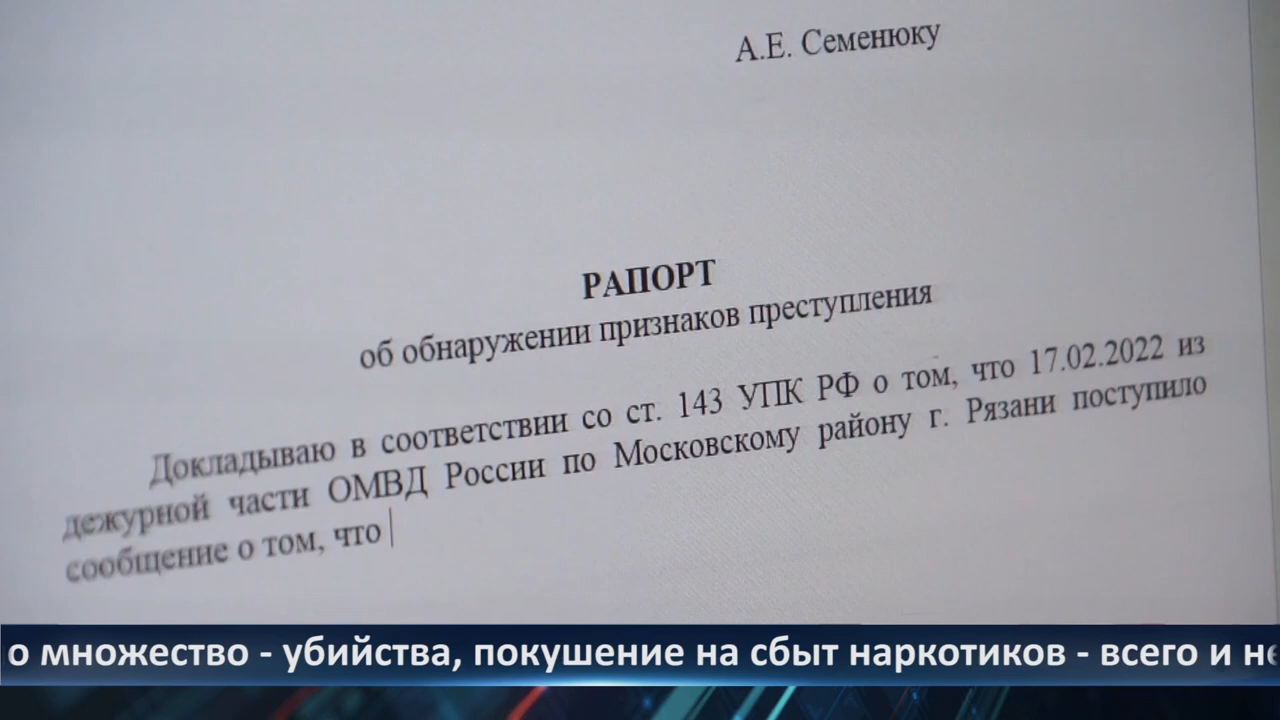 А.Е. Семенюку
РАПОРТ
об обнаружении признаков преступления
Докладываю в соответствии со ст. 143 УПК РФ о том, что 17.02.2022 из
дежурной части ОМВД России по Московскому району г. Рязани поступило
сообщение о том, что
о множество - убийства, покушение на сбыт наркотиков - всего и не